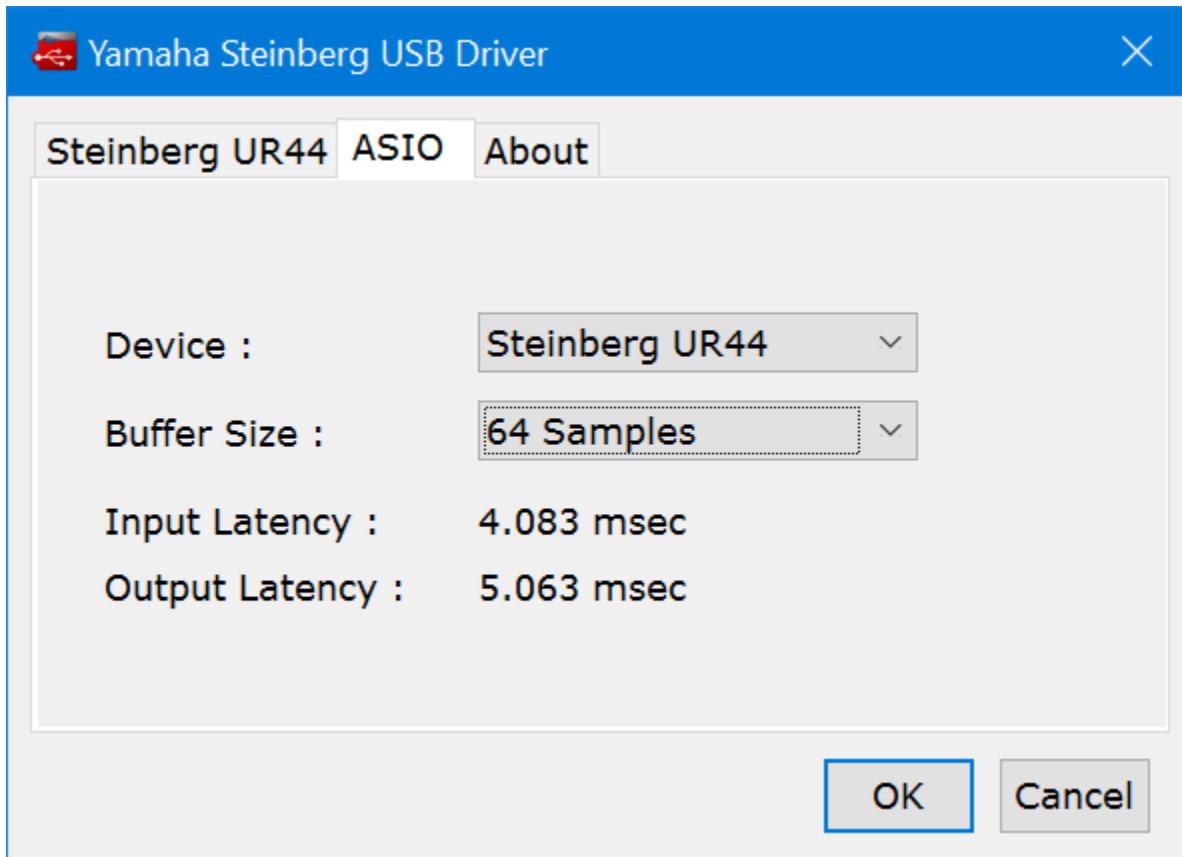 Yamaha Steinberg USB Driver
Steinberg UR44 ASIO About
Device : Steinberg UR44
Buffer Size : 64 Samples
Input Latency : 4.083 msec
Output Latency : 5.063 msec
OK Cancel